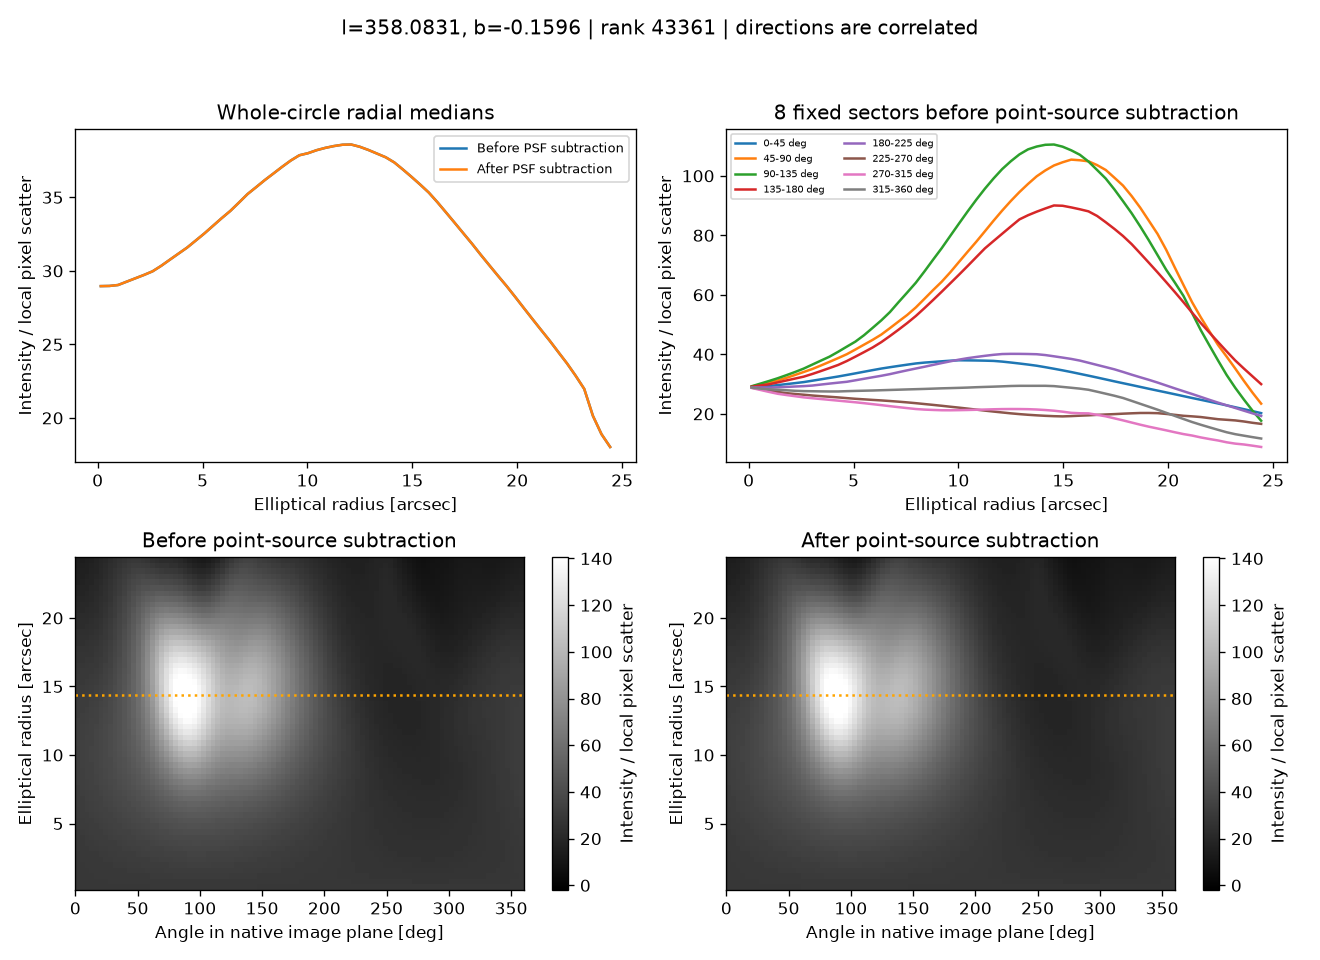 l=358.0831, b=-0.1596 | rank 43361 | directions are correlated
Whole-circle radial medians
Before PSF subtraction
After PSF subtraction
Intensity / local pixel scatter
35
30
25
20
0 5 10 15 20 25
Elliptical radius [arcsec]
8 fixed sectors before point-source subtraction
0-45 deg
45-90 deg
90-135 deg
135-180 deg
180-225 deg
225-270 deg
270-315 deg
315-360 deg
Intensity / local pixel scatter
100
80
60
40
20
0 5 10 15 20 25
Elliptical radius [arcsec]
Before point-source subtraction
Elliptical radius [arcsec]
20
15
10
5
0 50 100 150 200 250 300 350
Angle in native image plane [deg]
140
120
100
80
60
40
20
0
Intensity / local pixel scatter
After point-source subtraction
Elliptical radius [arcsec]
20
15
10
5
0 50 100 150 200 250 300 350
Angle in native image plane [deg]
140
120
100
80
60
40
20
0
Intensity / local pixel scatter